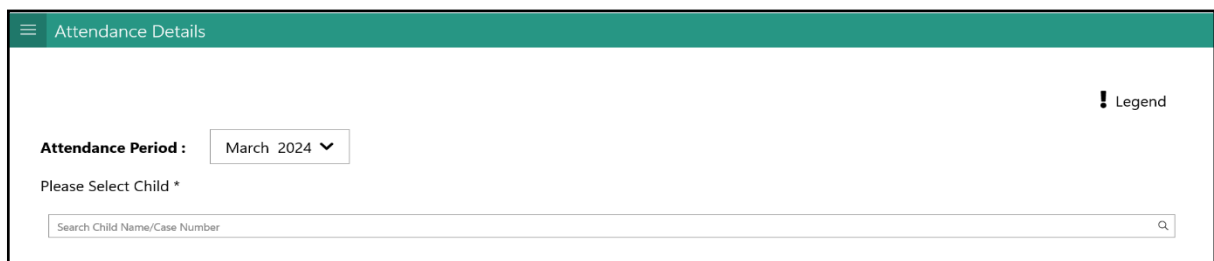 Attendance Details
! Legend
Attendance Period : March 2024
Please Select Child *
Search Child Name/Case Number